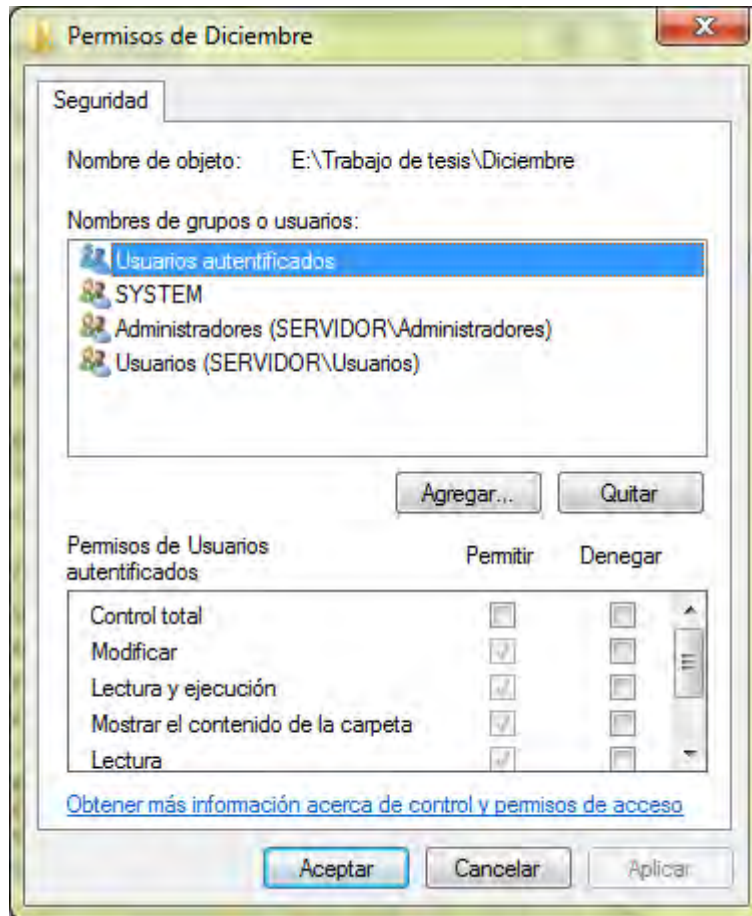 Permisos de Diciembre
Seguridad
Nombre de objeto: E:\Trabajo de tesis\Diciembre
Nombres de grupos o usuarios:
Usuarios autentificados
SYSTEM
Administradores (SERVIDOR\Administradores)
Usuarios (SERVIDOR\Usuarios)
Agregar... Quitar
Permisos de Usuarios
autentificados Permitir Denegar
Control total
Modificar
Lectura y ejecución
Mostrar el contenido de la carpeta
Lectura
Obtener más información acerca de control y permisos de acceso
Aceptar Cancelar Aplicar